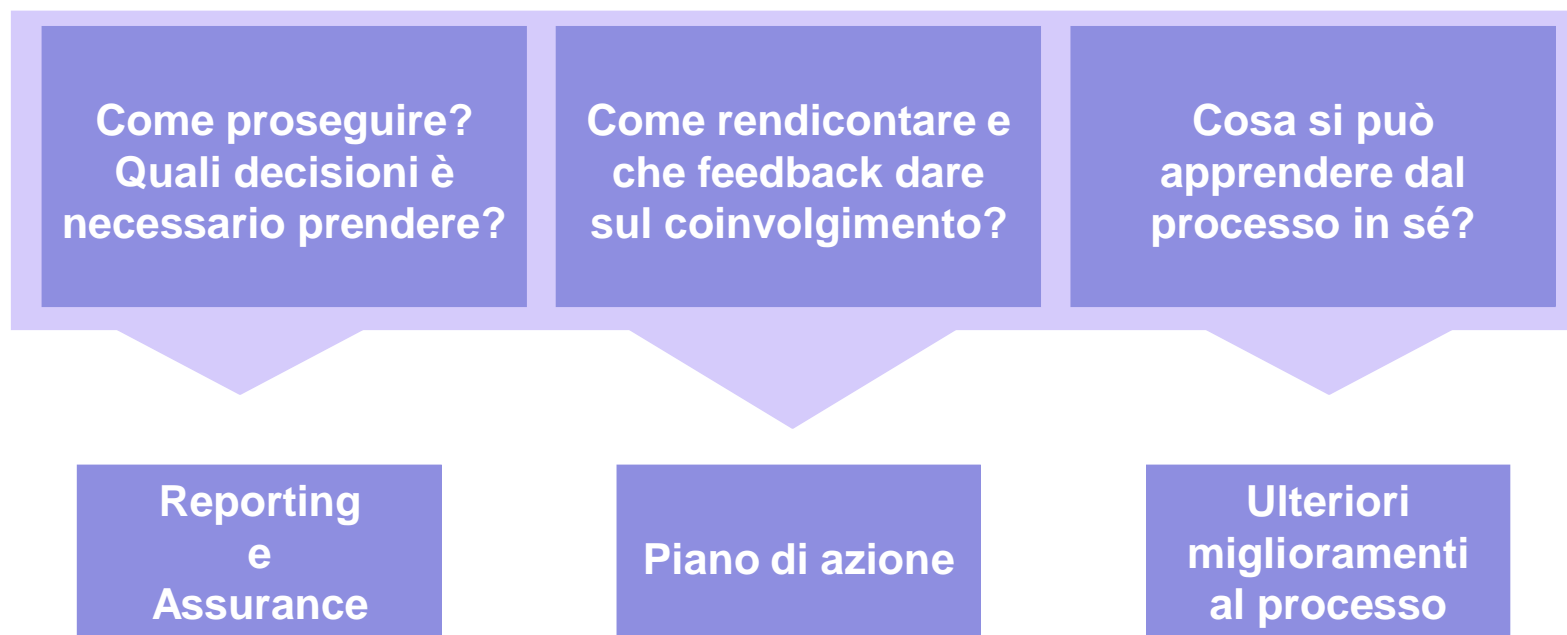 Come proseguire?
Quali decisioni è
necessario prendere?
Come rendicontare e
che feedback dare
sul coinvolgimento?
Cosa si può
apprendere dal
processo in sé?
Reporting
e
Assurance
Piano di azione
Ulteriori
miglioramenti
al processo